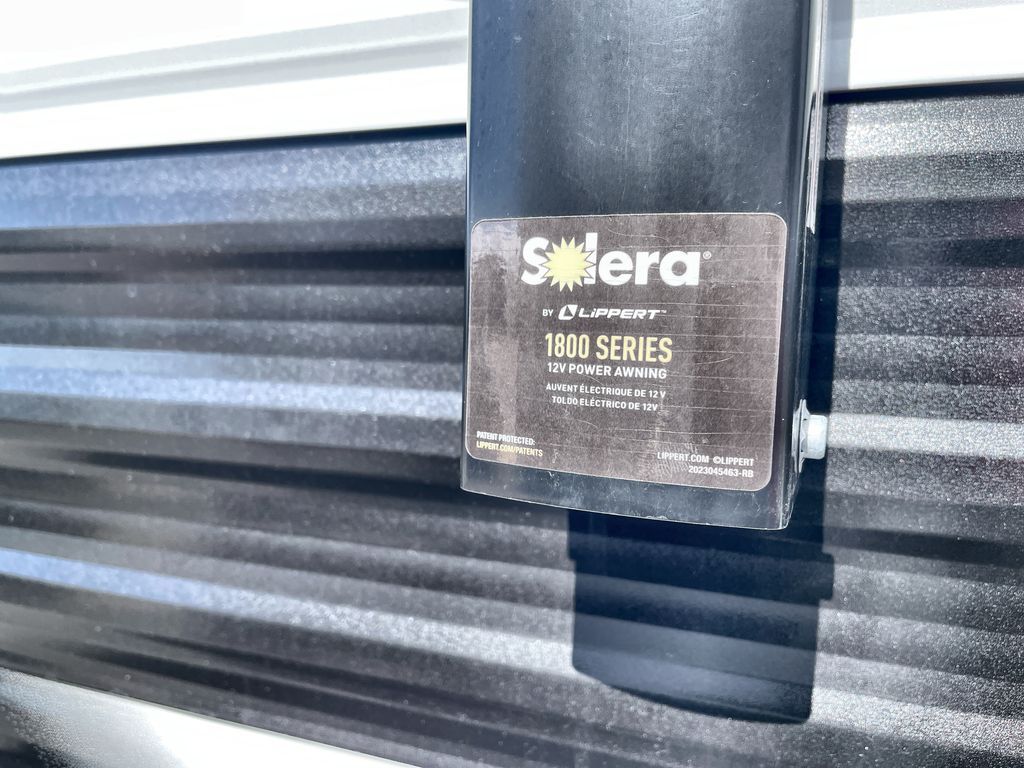 Solera®
BY LIPPERT™
1800 SERIES
12V POWER AWNING
AUVENT ÉLECTRIQUE DE 12 V
TOLDO ELÉCTRICO DE 12V
PATENT PROTECTED:
LIPPERT.COM/PATENTS
LIPPERT.COM ©LIPPERT
2023045463-RB